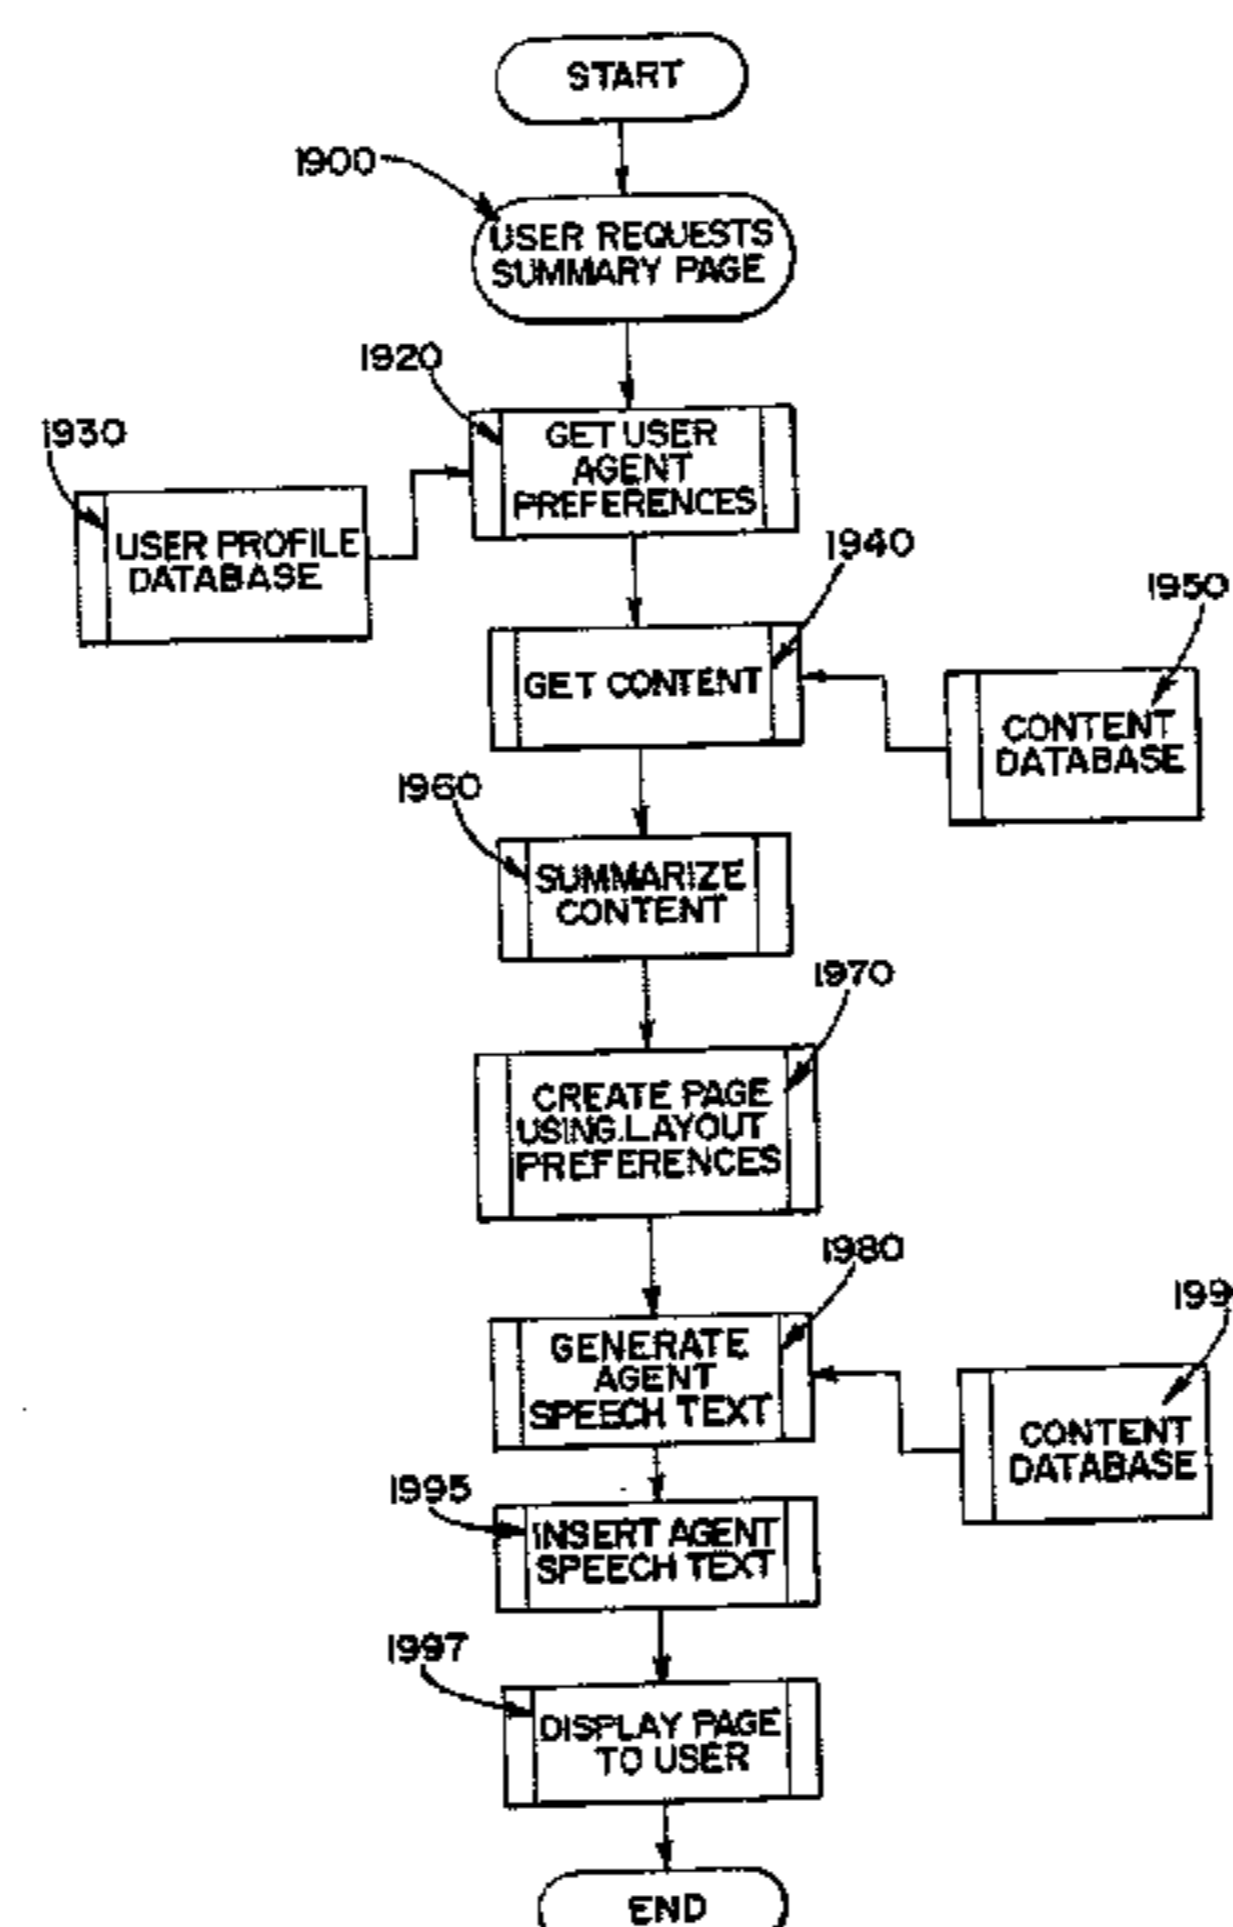 START
1900
USER REQUESTS
SUMMARY PAGE
1920
GET USER
AGENT
PREFERENCES
1930
USER PROFILE
DATABASE
1940
GET CONTENT
1950
CONTENT
DATABASE
1960
SUMMARIZE
CONTENT
1970
CREATE PAGE
USING LAYOUT
PREFERENCES
1980
GENERATE
AGENT
SPEECH TEXT
199
CONTENT
DATABASE
1995
INSERT AGENT
SPEECH TEXT
1997
DISPLAY PAGE
TO USER
END